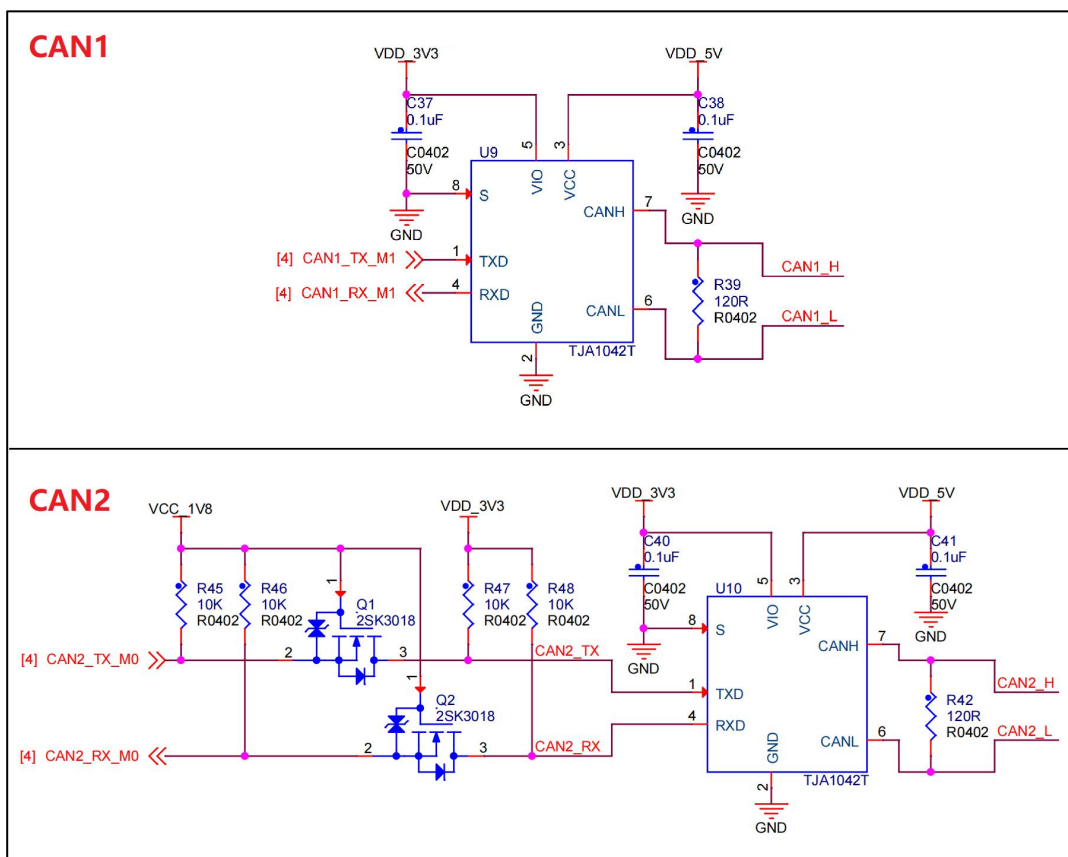 CAN1
VDD_3V3
VDD_5V
C37
0.1uF
C0402
50V
C38
0.1uF
C0402
50V
U9
5
3
VIO
VCC
8
S
GND
GND
CANH
7
[4] CAN1_TX_M1
1
TXD
[4] CAN1_RX_M1
4
RXD
CAN1_H
R39
120R
R0402
GND
CANL
6
CAN1_L
2
TJA1042T
GND
CAN2
VCC_1V8
VDD_3V3
VDD_3V3
VDD_5V
C40
0.1uF
C0402
50V
C41
0.1uF
C0402
50V
R45
10K
R0402
R46
10K
R0402
1
Q1
2SK3018
R47
10K
R0402
R48
10K
R0402
U10
5
3
VIO
VCC
8
S
GND
GND
CANH
7
[4] CAN2_TX_M0
2
3
CAN2_TX
1
TXD
CAN2_H
1
Q2
2SK3018
R42
120R
R0402
4
RXD
[4] CAN2_RX_M0
2
3
CAN2_RX
GND
CANL
6
CAN2_L
2
TJA1042T
GND